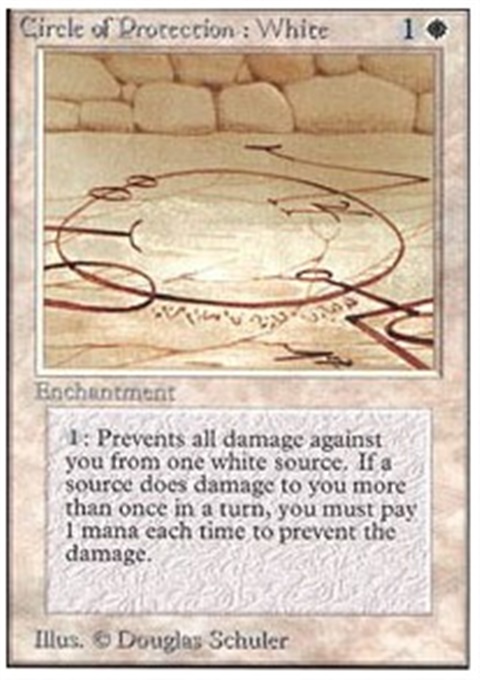 Circle of Protection : White 1
Enchantment
1: Prevents all damage against
you from one white source. If a
source does damage to you more
than once in a turn, you must pay
1 mana each time to prevent the
damage.
Illus. © Douglas Schuler